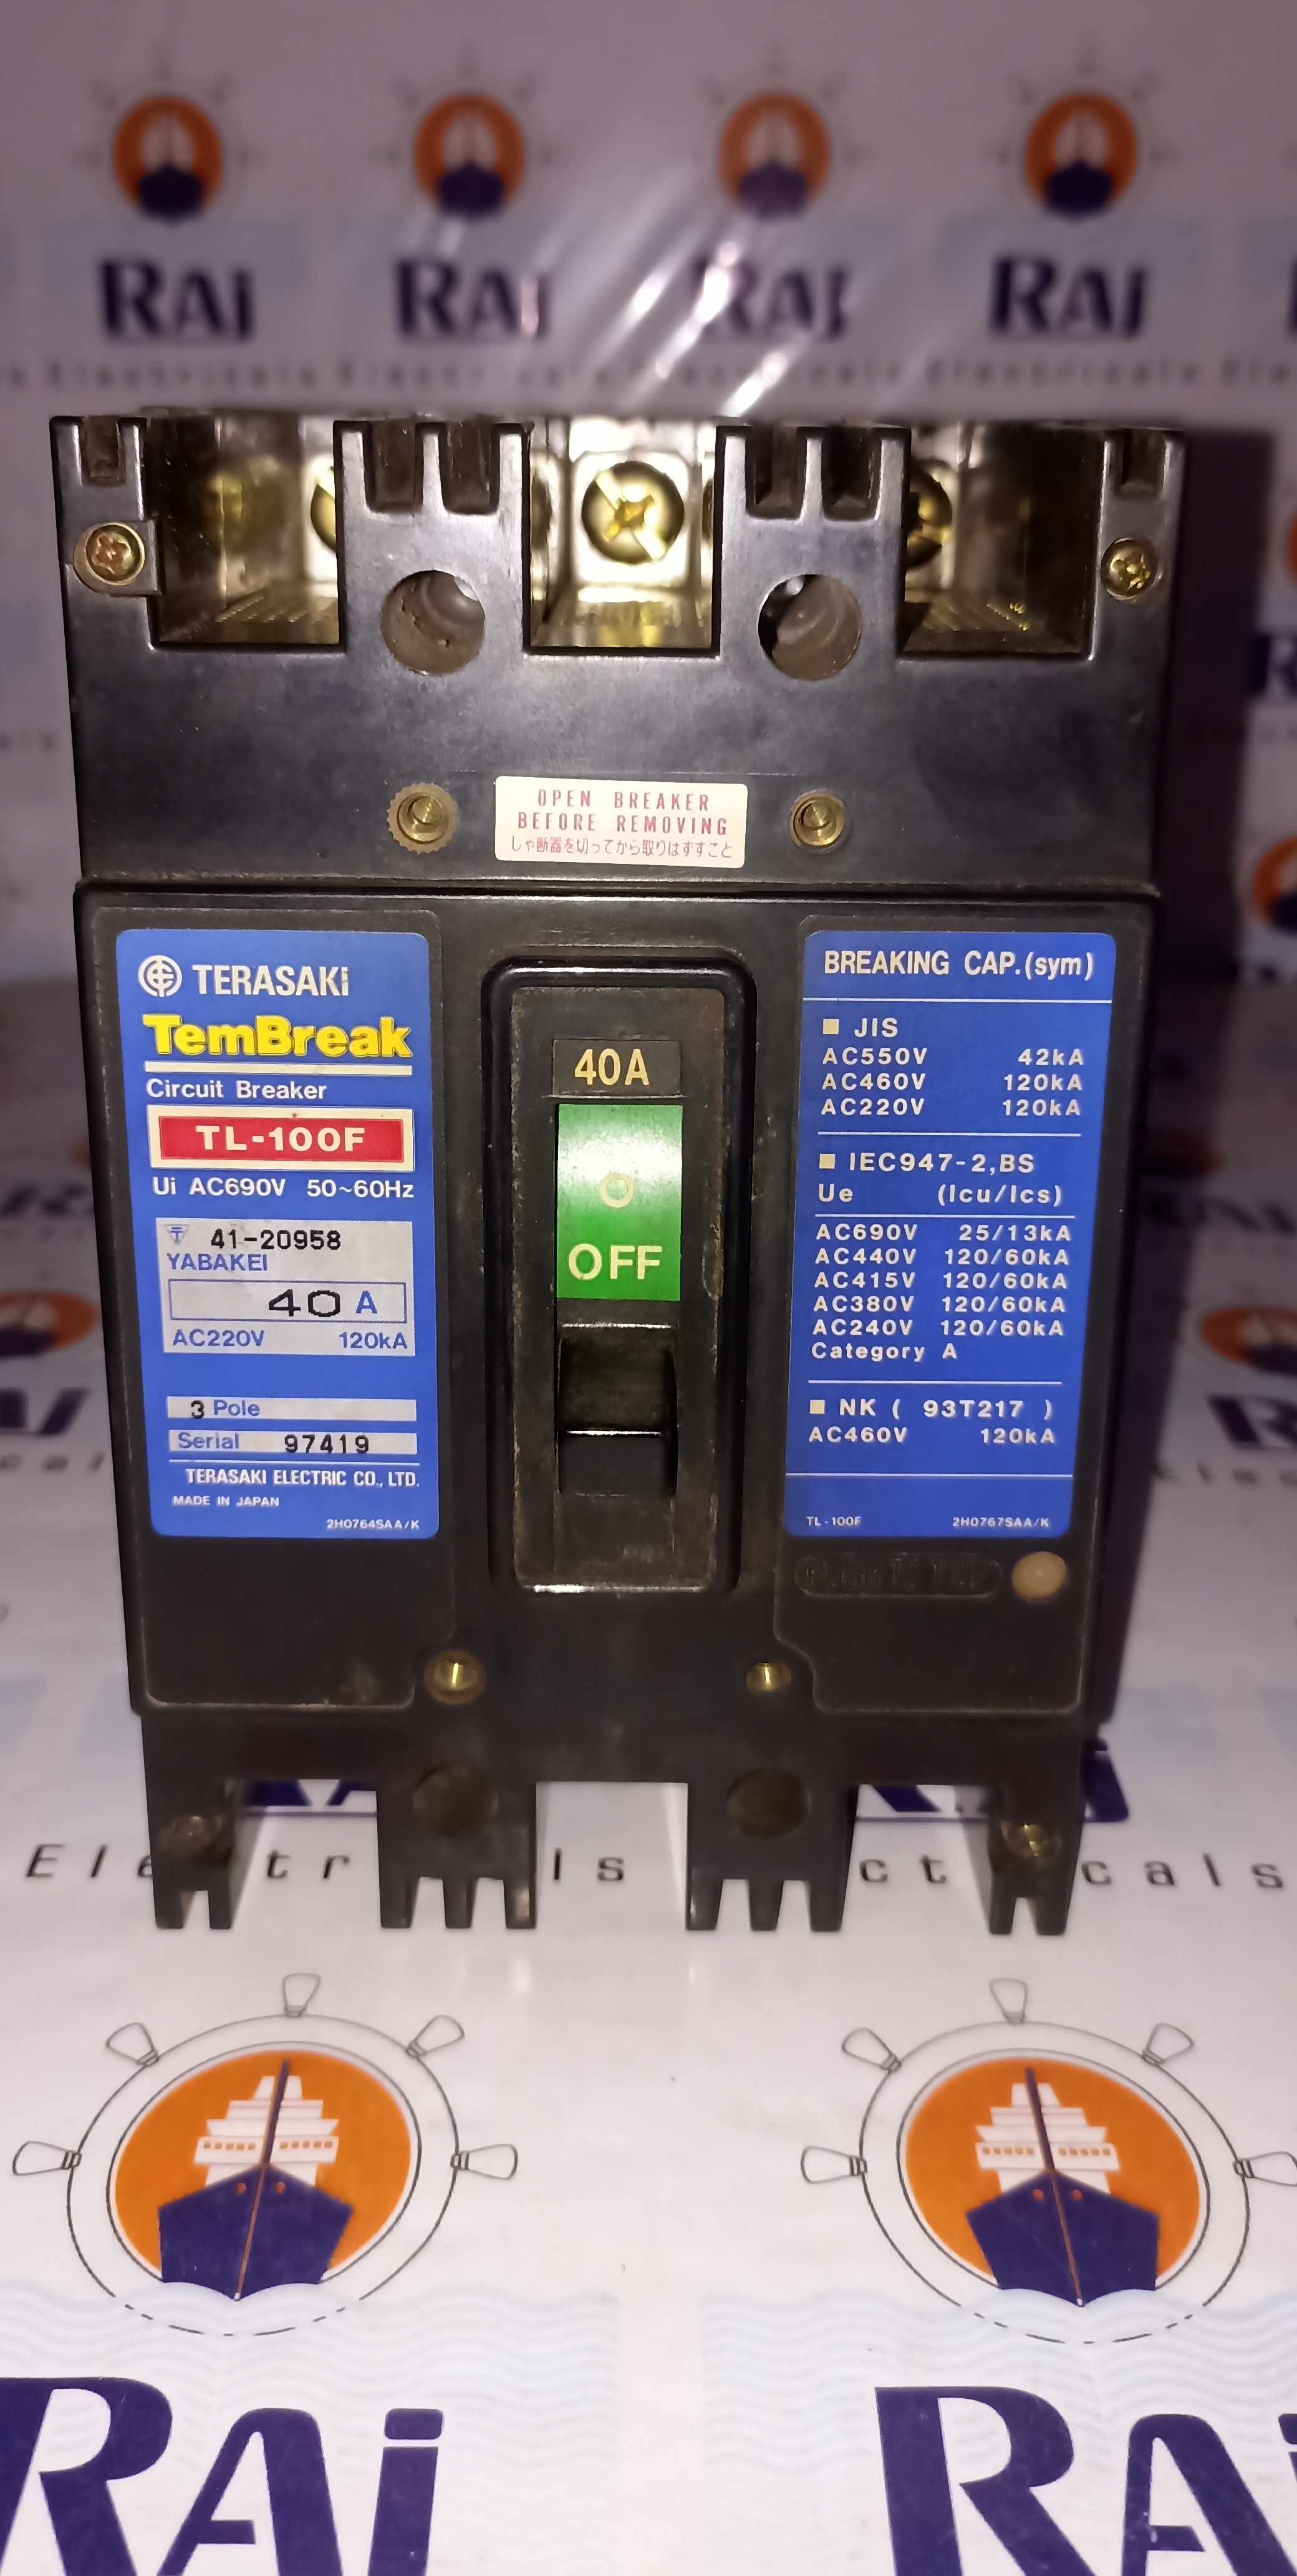 RAi
RAi
RAi
RAi
Electricals
OPEN BREAKER
BEFORE REMOVING
しゃ断器を切ってから取りはずすこと
TERASAKi
TemBreak
Circuit Breaker
TL-100F
Ui AC690V 50~60Hz
41-20958
YABAKEI
40 A
AC220V 120kA
3 Pole
Serial 97419
TERASAKI ELECTRIC CO., LTD.
MADE IN JAPAN
2H0764SAA/K
40A
O
OFF
BREAKING CAP.(sym)
■ JIS
AC550V 42kA
AC460V 120kA
AC220V 120kA
■ IEC947-2,BS
Ue (Icu/Ics)
AC690V 25/13kA
AC440V 120/60kA
AC415V 120/60kA
AC380V 120/60kA
AC240V 120/60kA
Category A
■ NK ( 93T217 )
AC460V 120kA
TL-100F 2H0767SAA/K
PUSH TO TRIP
RAi
RAi